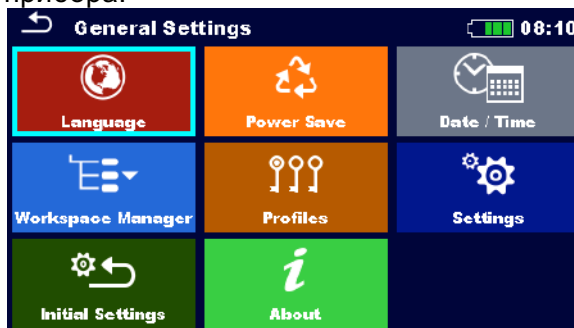 General Settings 08:10
Language Power Save Date / Time
Workspace Manager Profiles Settings
Initial Settings About